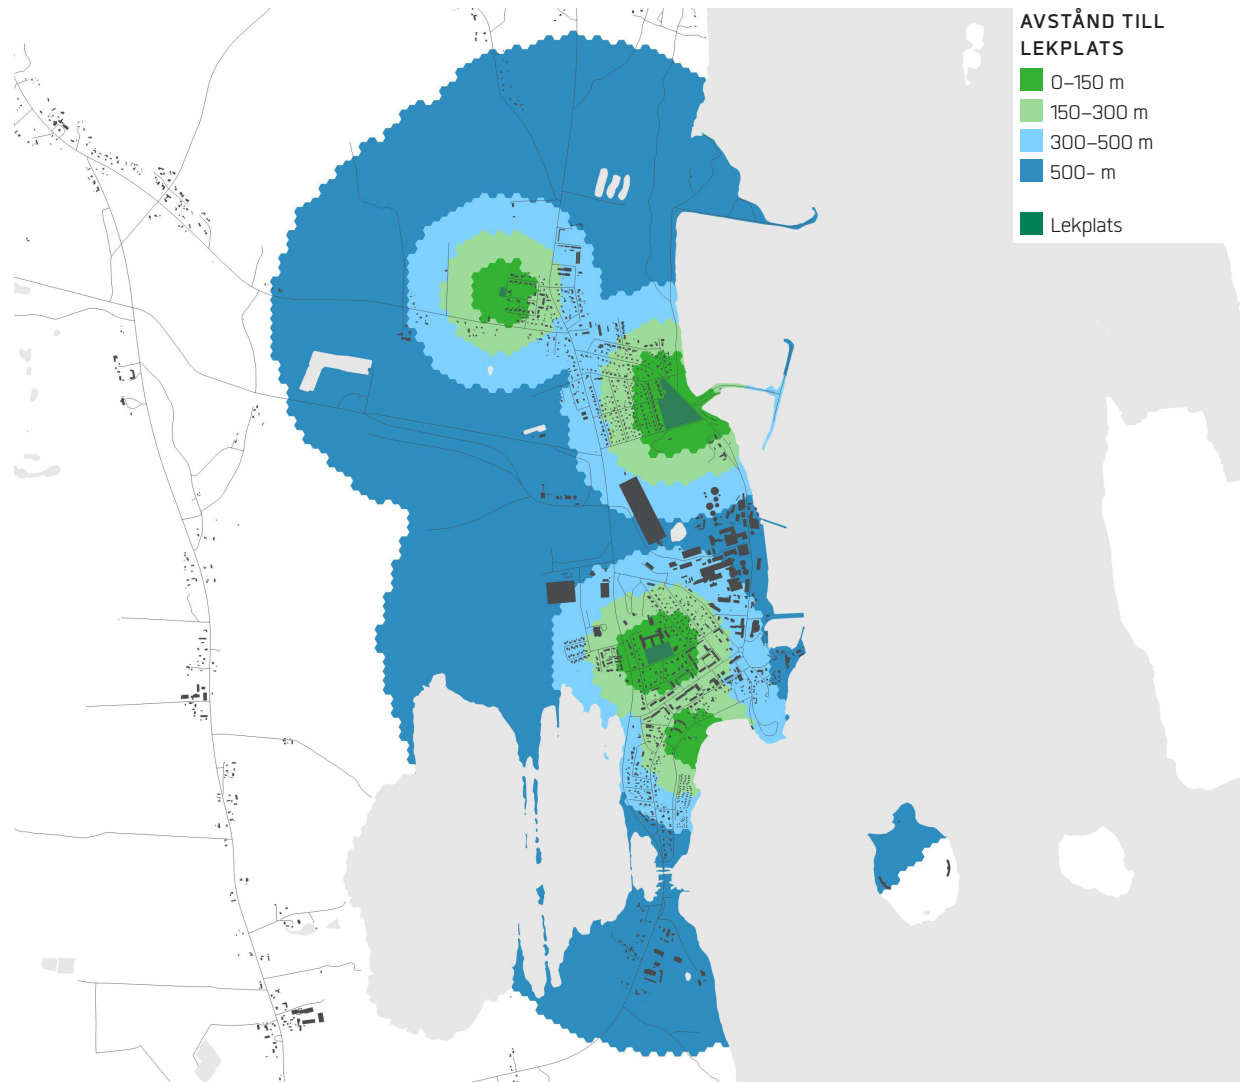 AVSTÅND TILL
LEKPLATS
0–150 m
150–300 m
300–500 m
500- m
Lekplats